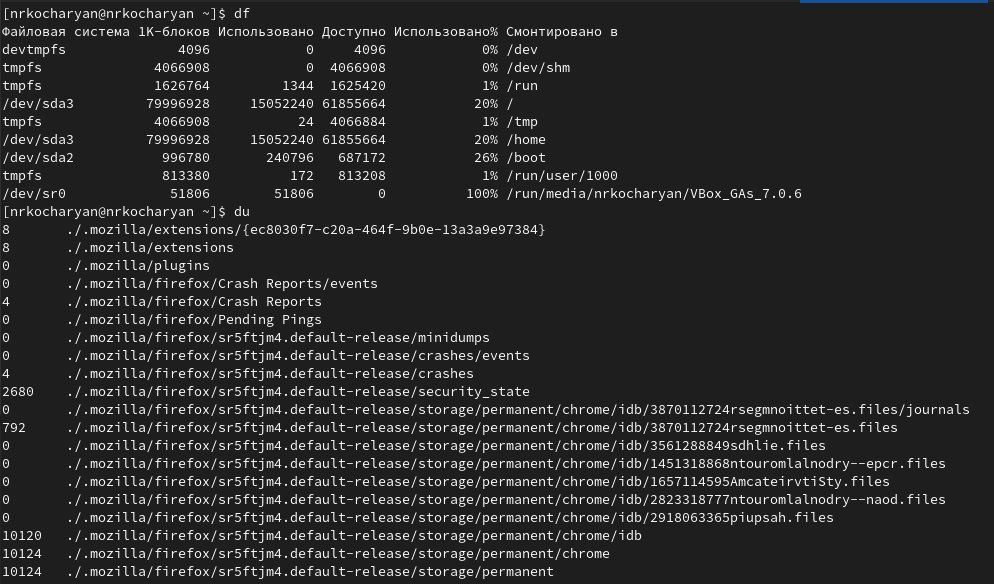 [nrkocharyan@nrkocharyan ~]$ df
Файловая система 1K-блоков Использовано Доступно Использовано% Смонтировано в
devtmpfs 4096 0 4096 0% /dev
tmpfs 4066908 0 4066908 0% /dev/shm
tmpfs 1626764 1344 1625420 1% /run
/dev/sda3 79996928 15052240 61855664 20% /
tmpfs 4066908 24 4066884 1% /tmp
/dev/sda3 79996928 15052240 61855664 20% /home
/dev/sda2 996780 240796 687172 26% /boot
tmpfs 813380 172 813208 1% /run/user/1000
/dev/sr0 51806 51806 0 100% /run/media/nrkocharyan/VBox_GAs_7.0.6
[nrkocharyan@nrkocharyan ~]$ du
8 ./.mozilla/extensions/{ec8030f7-c20a-464f-9b0e-13a3a9e97384}
8 ./.mozilla/extensions
0 ./.mozilla/plugins
0 ./.mozilla/firefox/Crash Reports/events
4 ./.mozilla/firefox/Crash Reports
0 ./.mozilla/firefox/Pending Pings
0 ./.mozilla/firefox/sr5ftjm4.default-release/minidumps
0 ./.mozilla/firefox/sr5ftjm4.default-release/crashes/events
4 ./.mozilla/firefox/sr5ftjm4.default-release/crashes
2680 ./.mozilla/firefox/sr5ftjm4.default-release/security_state
0 ./.mozilla/firefox/sr5ftjm4.default-release/storage/permanent/chrome/idb/3870112724rsegmnoittet-es.files/journals
792 ./.mozilla/firefox/sr5ftjm4.default-release/storage/permanent/chrome/idb/3870112724rsegmnoittet-es.files
0 ./.mozilla/firefox/sr5ftjm4.default-release/storage/permanent/chrome/idb/3561288849sdhlie.files
0 ./.mozilla/firefox/sr5ftjm4.default-release/storage/permanent/chrome/idb/1451318868ntouromlalnodry--epcr.files
0 ./.mozilla/firefox/sr5ftjm4.default-release/storage/permanent/chrome/idb/1657114595AmcateirvtiSty.files
0 ./.mozilla/firefox/sr5ftjm4.default-release/storage/permanent/chrome/idb/2823318777ntouromlalnodry--naod.files
0 ./.mozilla/firefox/sr5ftjm4.default-release/storage/permanent/chrome/idb/2918063365piupsah.files
10120 ./.mozilla/firefox/sr5ftjm4.default-release/storage/permanent/chrome/idb
10124 ./.mozilla/firefox/sr5ftjm4.default-release/storage/permanent/chrome
10124 ./.mozilla/firefox/sr5ftjm4.default-release/storage/permanent